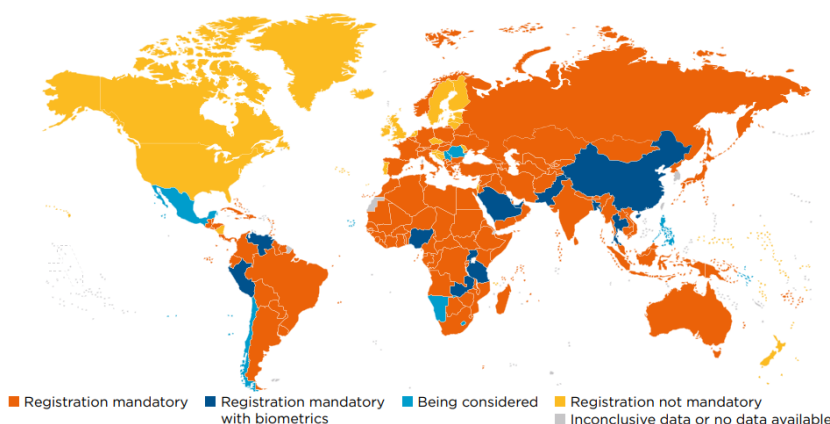 Registration mandatory
Registration mandatory
with biometrics
Being considered
Registration not mandatory
Inconclusive data or no data available